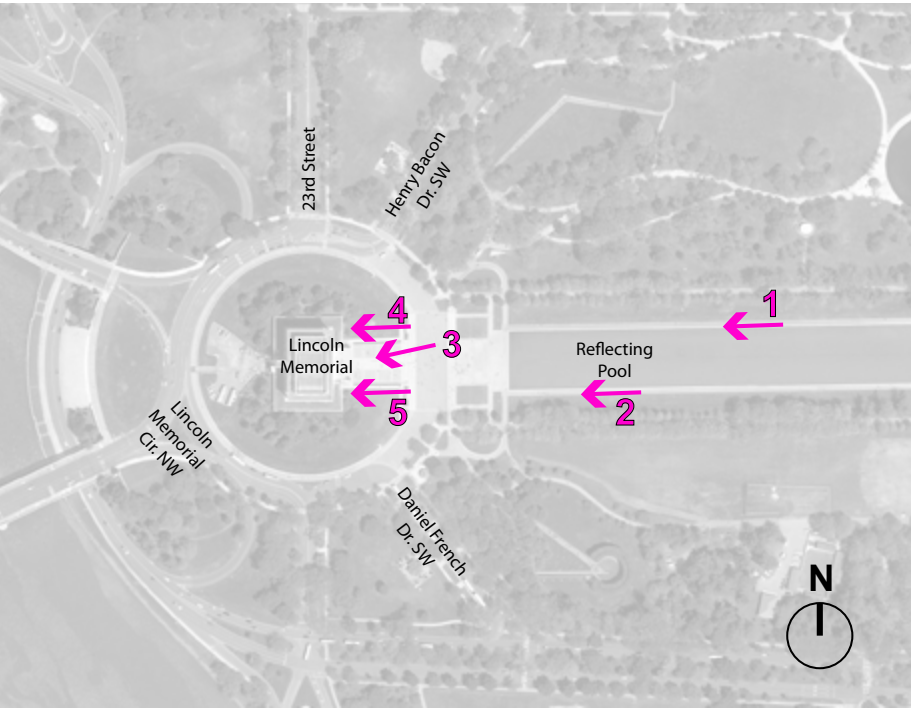 23rd Street
Henry Bacon
Dr. SW
1
4
3
Lincoln
Memorial
Reflecting
Pool
5
2
Lincoln
Memorial
Cir. NW
Daniel French
Dr. SW
N